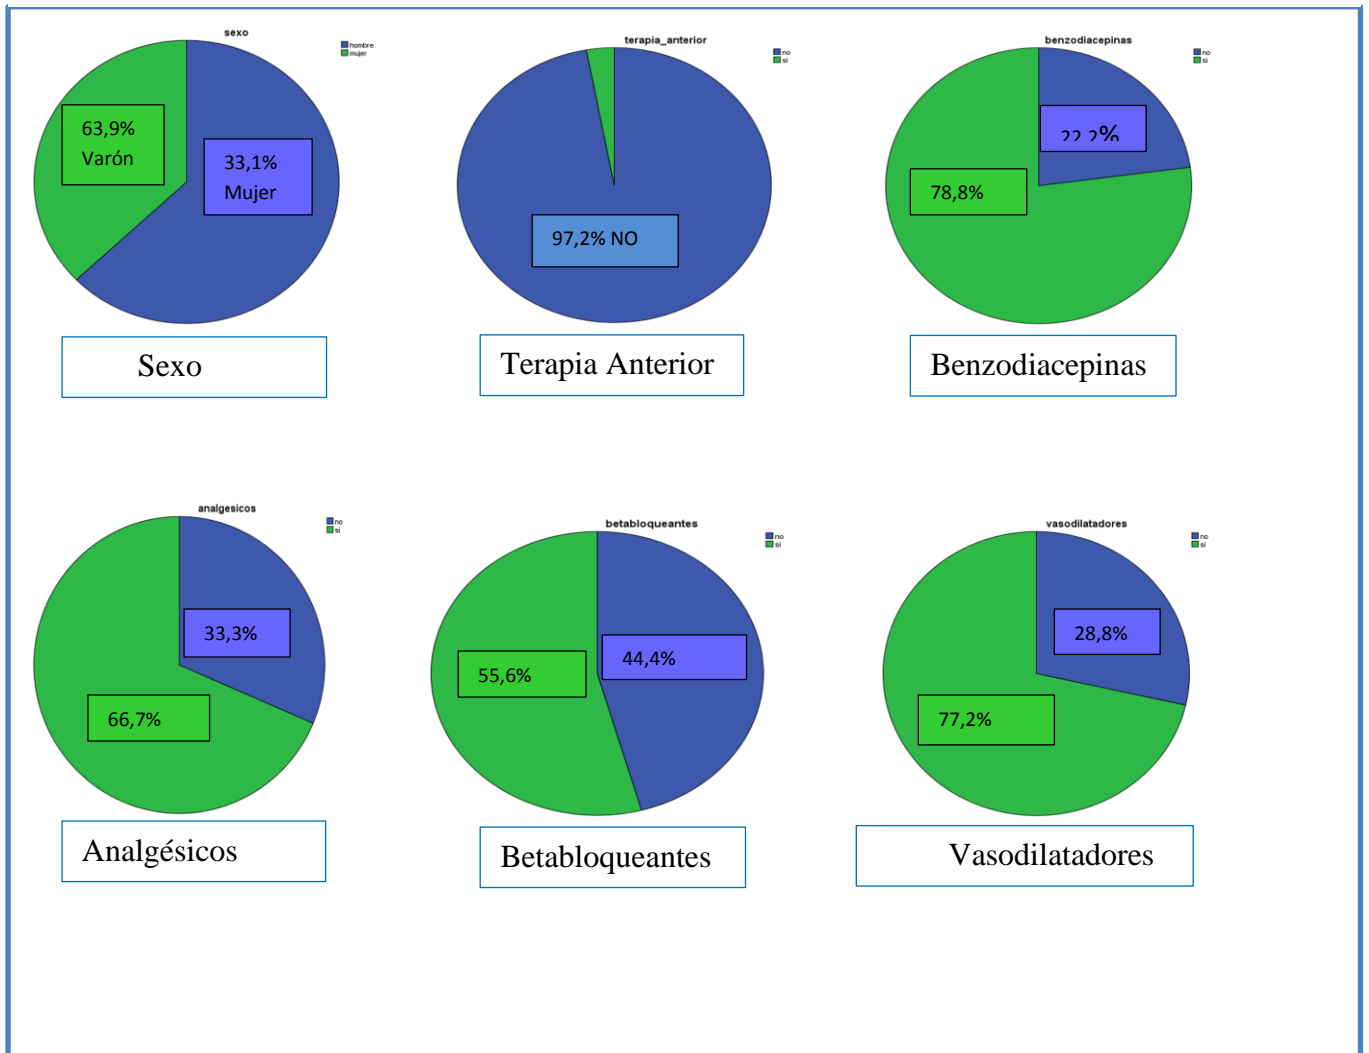 sexo
hombre
mujer
63,9%
Varón
33,1%
Mujer
Sexo
terapia_anterior
no
si
97,2% NO
Terapia Anterior
benzodiacepinas
no
si
22,2%
78,8%
Benzodiacepinas
analgesicos
no
si
33,3%
66,7%
Analgésicos
betabloqueantes
no
si
44,4%
55,6%
Betabloqueantes
vasodilatadores
no
si
28,8%
77,2%
Vasodilatadores